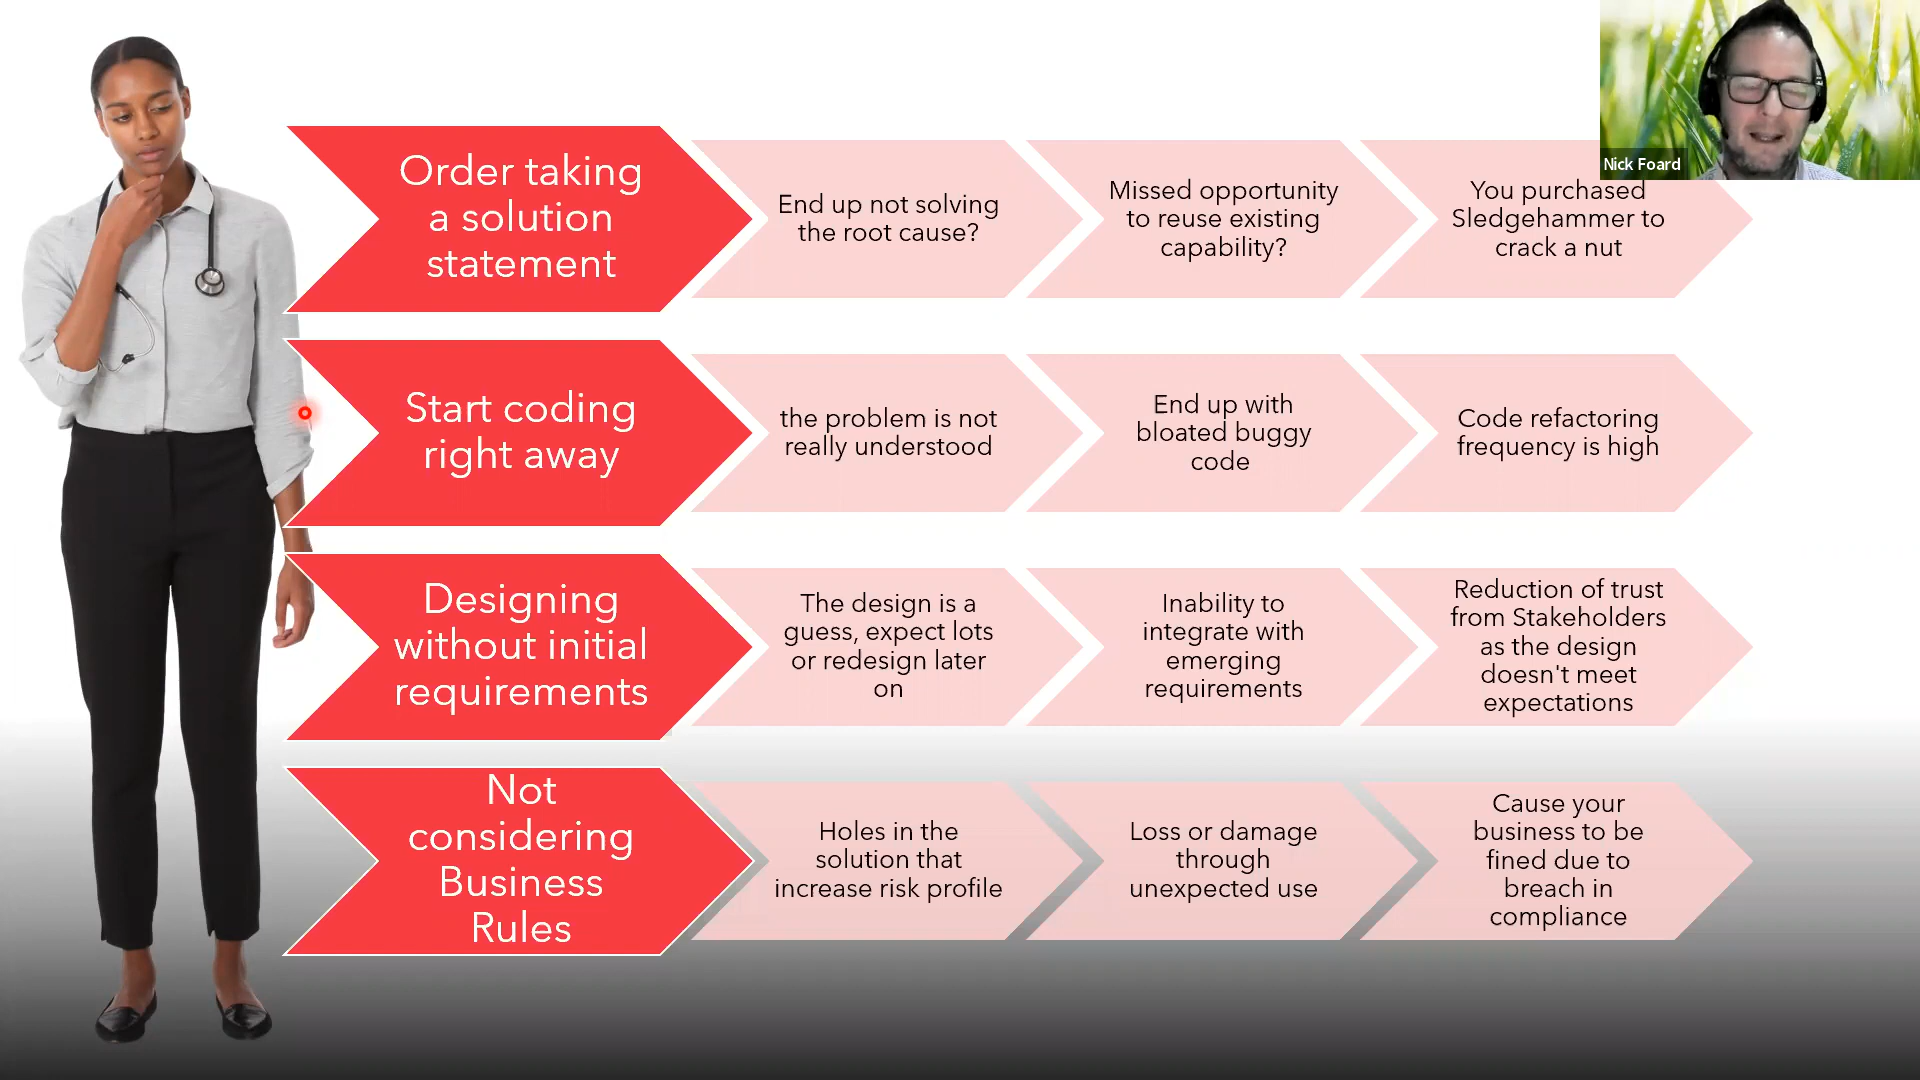 Nick Foard
Order taking
a solution
statement
End up not solving
the root cause?
Missed opportunity
to reuse existing
capability?
You purchased
Sledgehammer to
crack a nut
Start coding
right away
the problem is not
really understood
End up with
bloated buggy
code
Code refactoring
frequency is high
Designing
without initial
requirements
The design is a
guess, expect lots
or redesign later
on
Inability to
integrate with
emerging
requirements
Reduction of trust
from Stakeholders
as the design
doesn't meet
expectations
Not
considering
Business
Rules
Holes in the
solution that
increase risk profile
Loss or damage
through
unexpected use
Cause your
business to be
fined due to
breach in
compliance